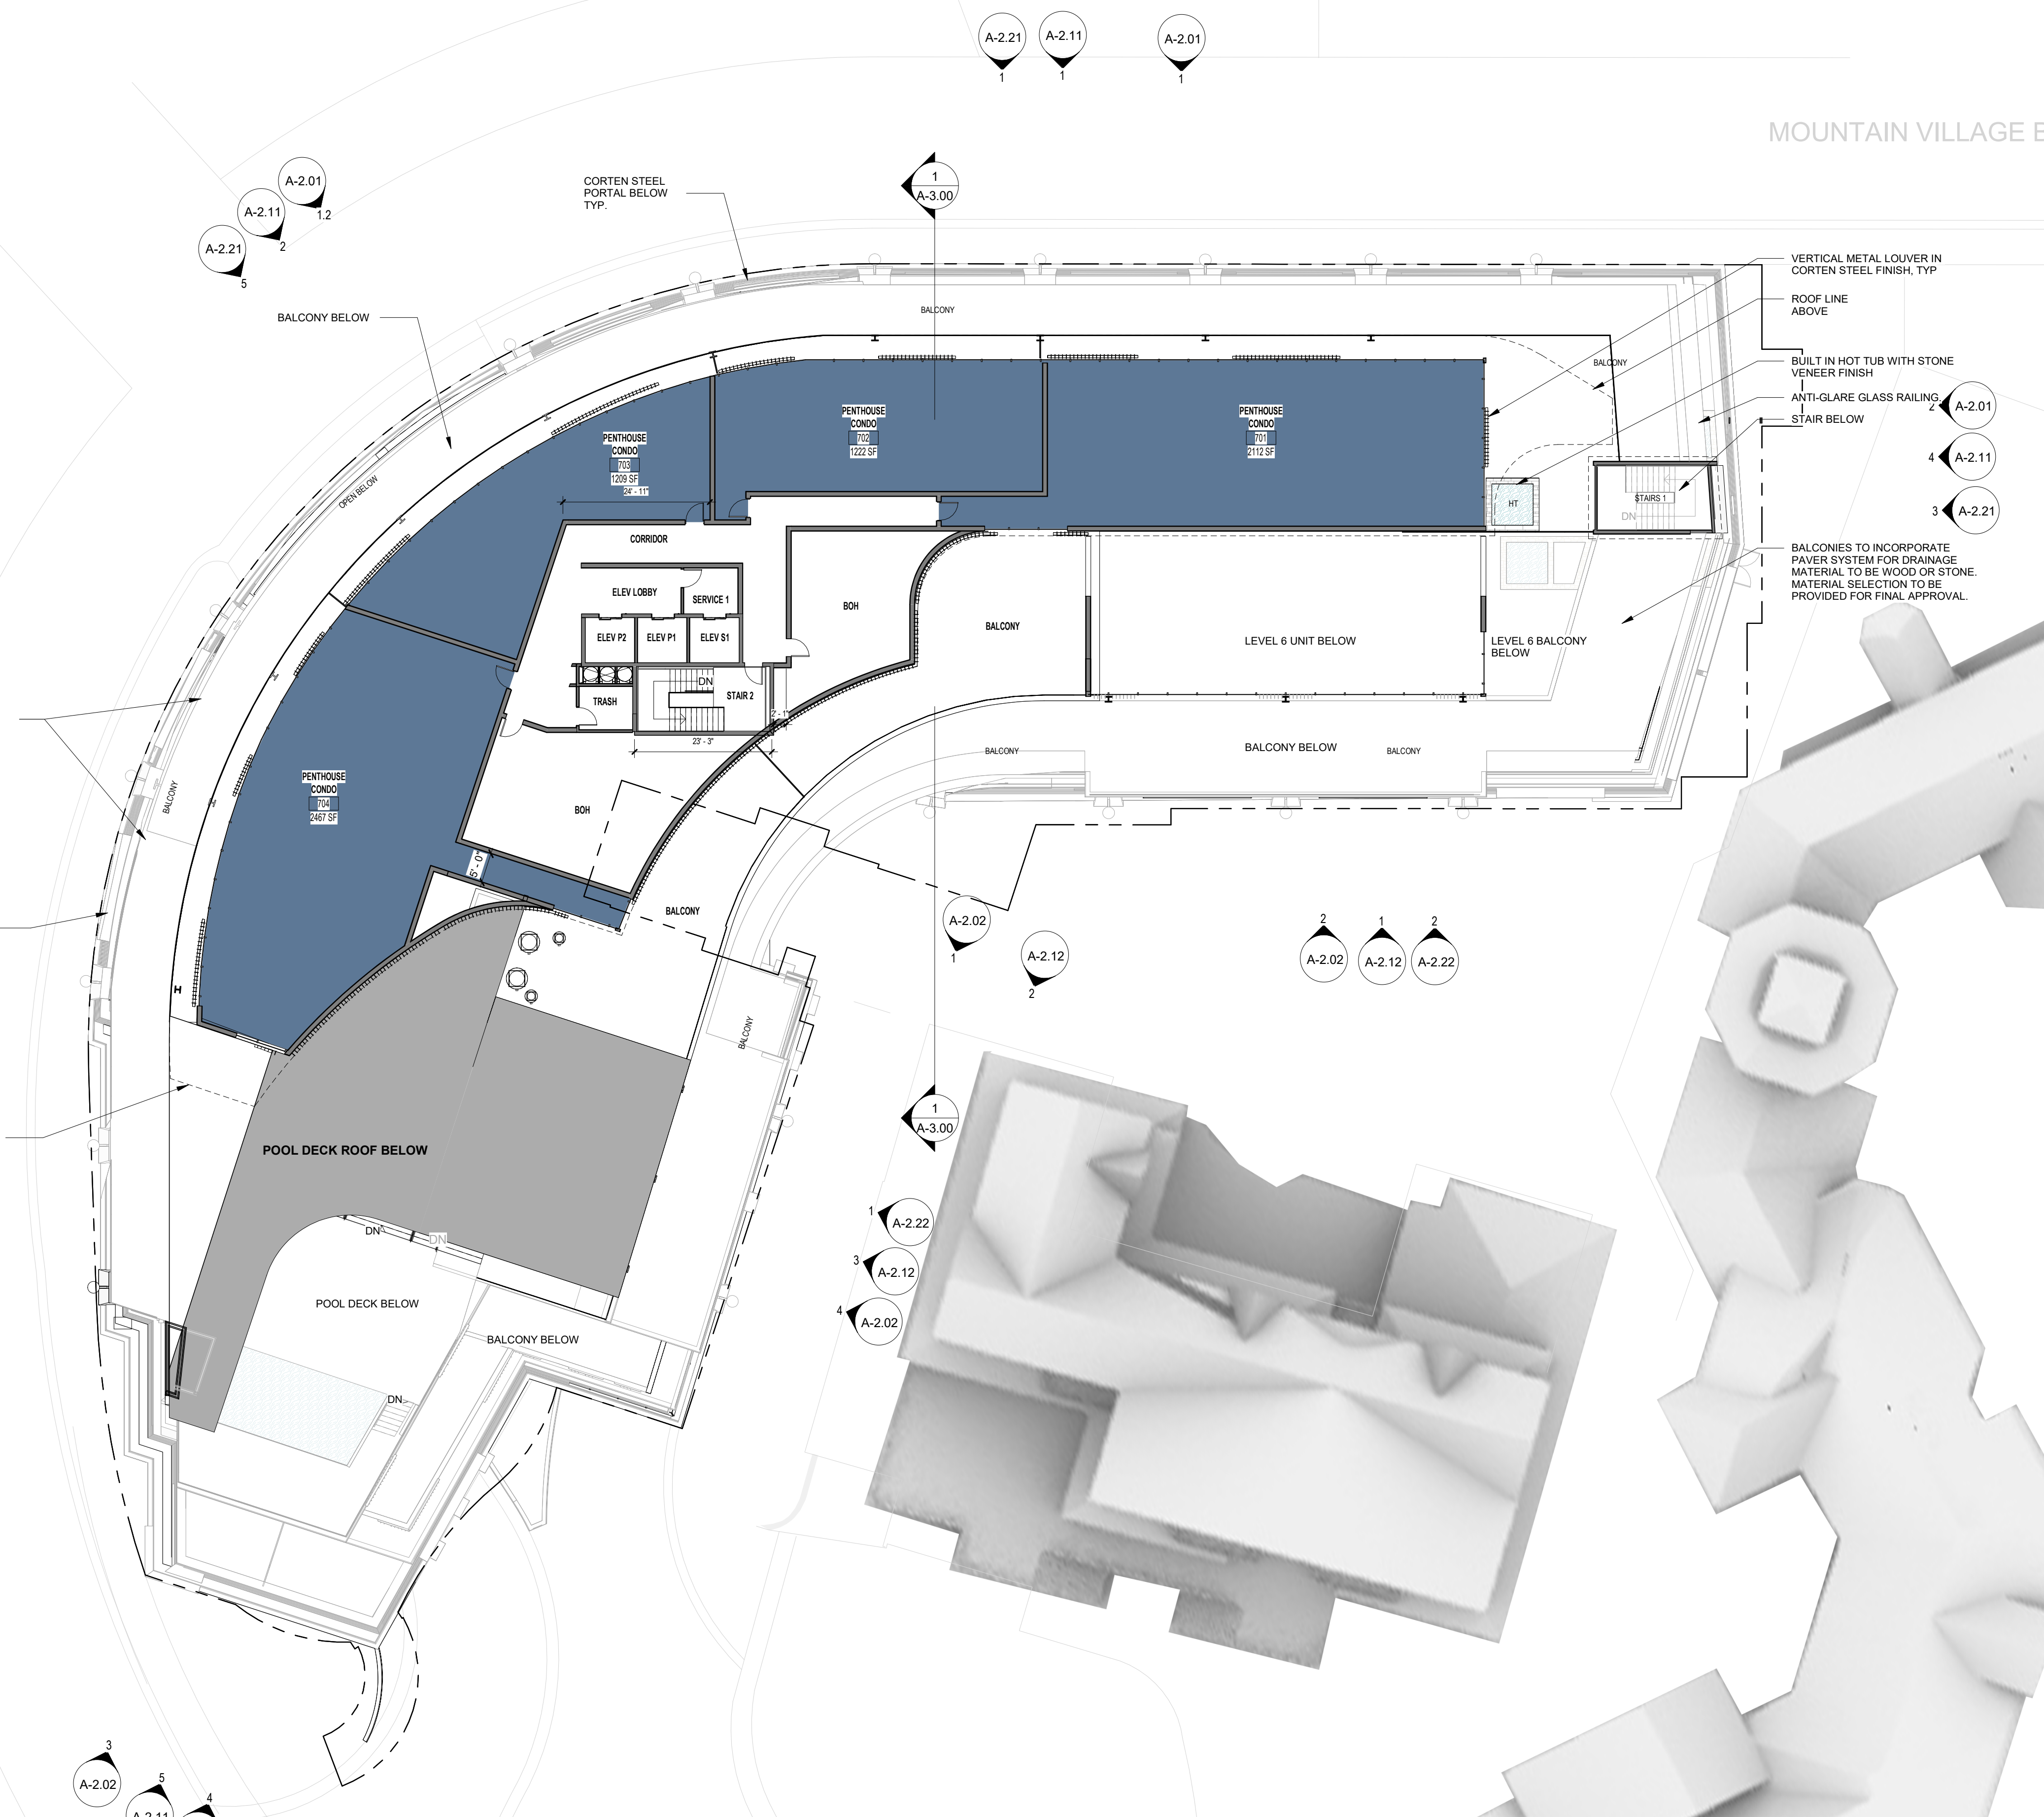 A-2.21
1
A-2.11
1
A-2.01
1
MOUNTAIN VILLAGE
A-2.01
1.2
A-2.11
2
A-2.21
5
CORTEN STEEL
PORTAL BELOW
TYP.
1
A-3.00
BALCONY BELOW
BALCONY
VERTICAL METAL LOUVER IN
CORTEN STEEL FINISH, TYP
ROOF LINE
ABOVE
BALCONY
BUILT IN HOT TUB WITH STONE
VENEER FINISH
ANTI-GLARE GLASS RAILING.
STAIR BELOW
2
A-2.01
4
A-2.11
3
A-2.21
PENTHOUSE
CONDO
703
1209 SF
24' - 11"
PENTHOUSE
CONDO
702
1222 SF
PENTHOUSE
CONDO
701
2112 SF
OPEN BELOW
HT
STAIRS 1
DN
CORRIDOR
ELEV LOBBY
SERVICE 1
ELEV P2
ELEV P1
ELEV S1
BOH
BALCONY
LEVEL 6 UNIT BELOW
LEVEL 6 BALCONY
BELOW
BALCONIES TO INCORPORATE
PAVER SYSTEM FOR DRAINAGE
MATERIAL TO BE WOOD OR STONE.
MATERIAL SELECTION TO BE
PROVIDED FOR FINAL APPROVAL.
TRASH
DN
STAIR 2
2' - 1"
23' - 3"
BALCONY
BALCONY BELOW
BALCONY
BALCONY
PENTHOUSE
CONDO
704
2467 SF
BOH
5' - 0"
BALCONY
A-2.02
1
A-2.12
2
2
A-2.02
1
A-2.12
2
A-2.22
BALCONY
1
A-3.00
POOL DECK ROOF BELOW
DN
DN
POOL DECK BELOW
BALCONY BELOW
DN
1
A-2.22
3
A-2.12
4
A-2.02
3
A-2.02
5
A-2.11
4